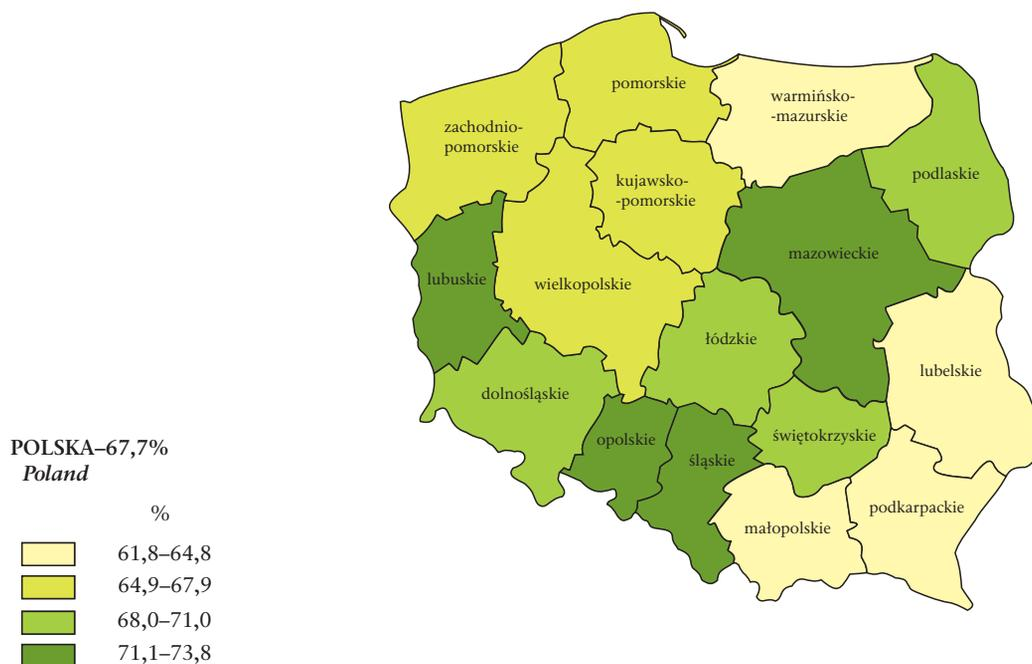 pomorskie
warmińsko-
-mazurskie
zachodnio-
pomorskie
podlaskie
kujawsko-
-pomorskie
mazowieckie
lubuskie
wielkopolskie
łódzkie
lubelskie
dolnośląskie
opolskie
świętokrzyskie
śląskie
podkarpackie
małopolskie
POLSKA–67,7%
Poland
%
61,8–64,8
64,9–67,9
68,0–71,0
71,1–73,8